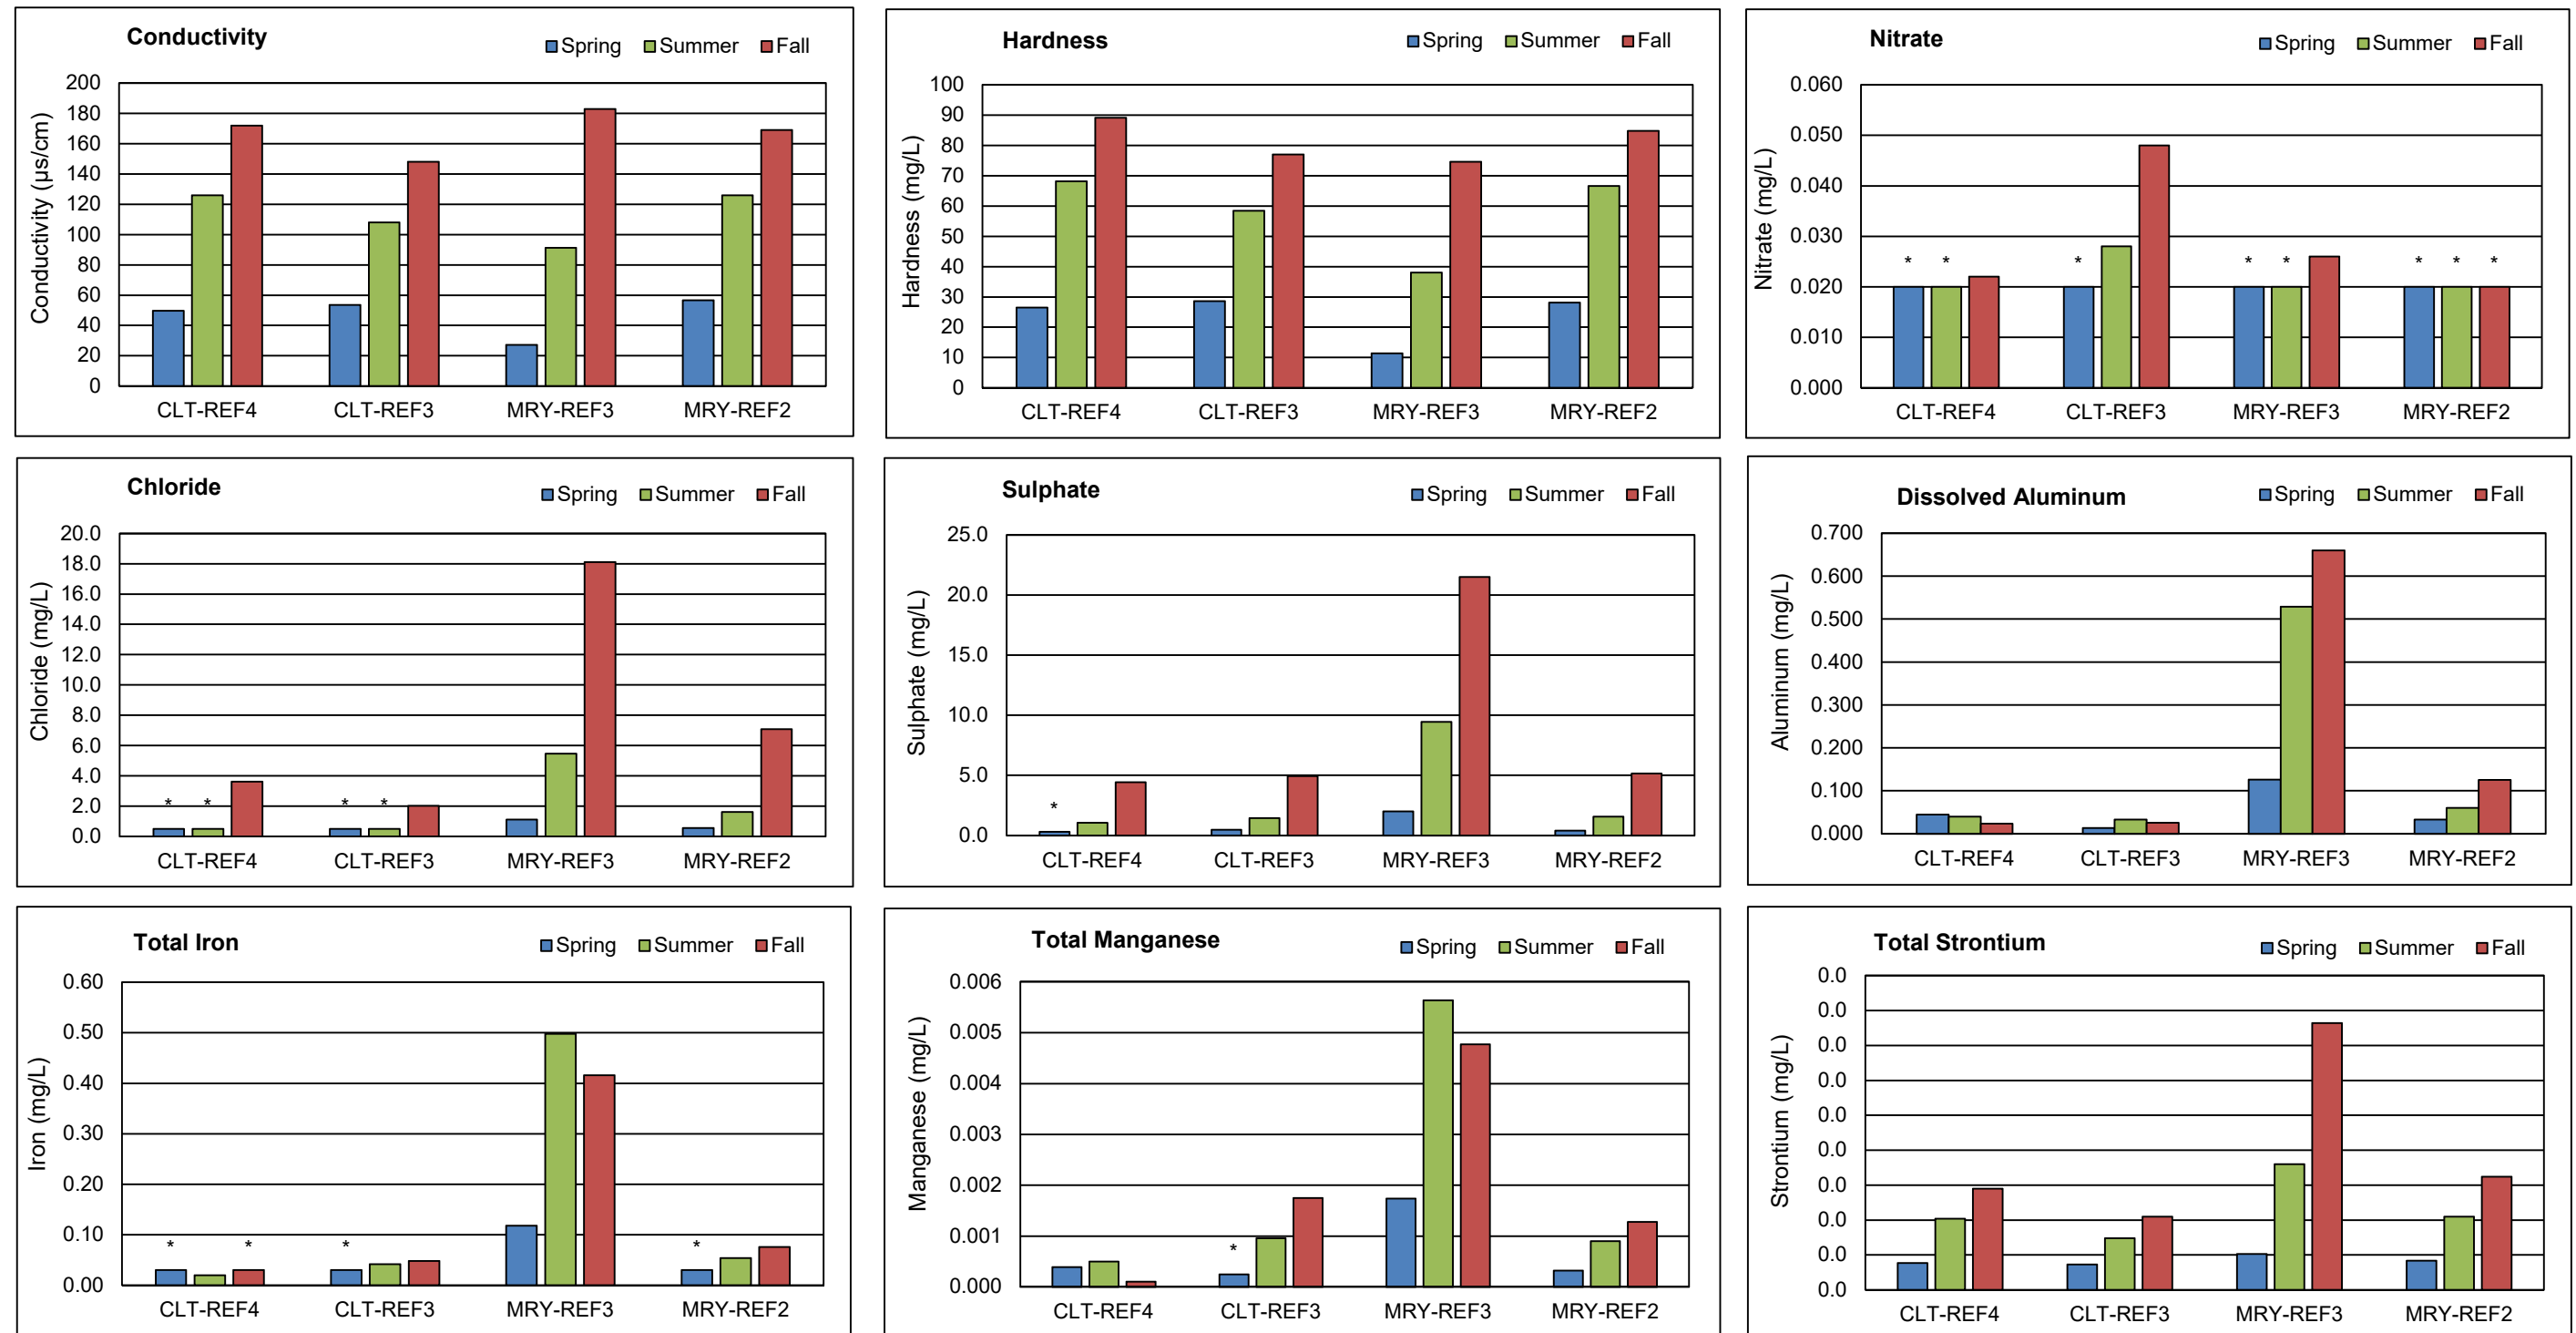 Conductivity
Spring Summer Fall
Conductivity (µs/cm)
200
180
160
140
120
100
80
60
40
20
0
CLT-REF4 CLT-REF3 MRY-REF3 MRY-REF2
Hardness
Spring Summer Fall
Hardness (mg/L)
100
90
80
70
60
50
40
30
20
10
0
CLT-REF4 CLT-REF3 MRY-REF3 MRY-REF2
Nitrate
Spring Summer Fall
Nitrate (mg/L)
0.060
0.050
0.040
0.030
0.020
0.010
0.000
* * * * * * * *
CLT-REF4 CLT-REF3 MRY-REF3 MRY-REF2
Chloride
Spring Summer Fall
Chloride (mg/L)
20.0
18.0
16.0
14.0
12.0
10.0
8.0
6.0
4.0
2.0
0.0
* * * *
CLT-REF4 CLT-REF3 MRY-REF3 MRY-REF2
Sulphate
Spring Summer Fall
Sulphate (mg/L)
25.0
20.0
15.0
10.0
5.0
0.0
*
CLT-REF4 CLT-REF3 MRY-REF3 MRY-REF2
Dissolved Aluminum
Spring Summer Fall
Aluminum (mg/L)
0.700
0.600
0.500
0.400
0.300
0.200
0.100
0.000
CLT-REF4 CLT-REF3 MRY-REF3 MRY-REF2
Total Iron
Spring Summer Fall
Iron (mg/L)
0.60
0.50
0.40
0.30
0.20
0.10
0.00
* * * *
CLT-REF4 CLT-REF3 MRY-REF3 MRY-REF2
Total Manganese
Spring Summer Fall
Manganese (mg/L)
0.006
0.005
0.004
0.003
0.002
0.001
0.000
*
CLT-REF4 CLT-REF3 MRY-REF3 MRY-REF2
Total Strontium
Spring Summer Fall
Strontium (mg/L)
0.0
0.0
0.0
0.0
0.0
0.0
0.0
0.0
0.0
0.0
CLT-REF4 CLT-REF3 MRY-REF3 MRY-REF2